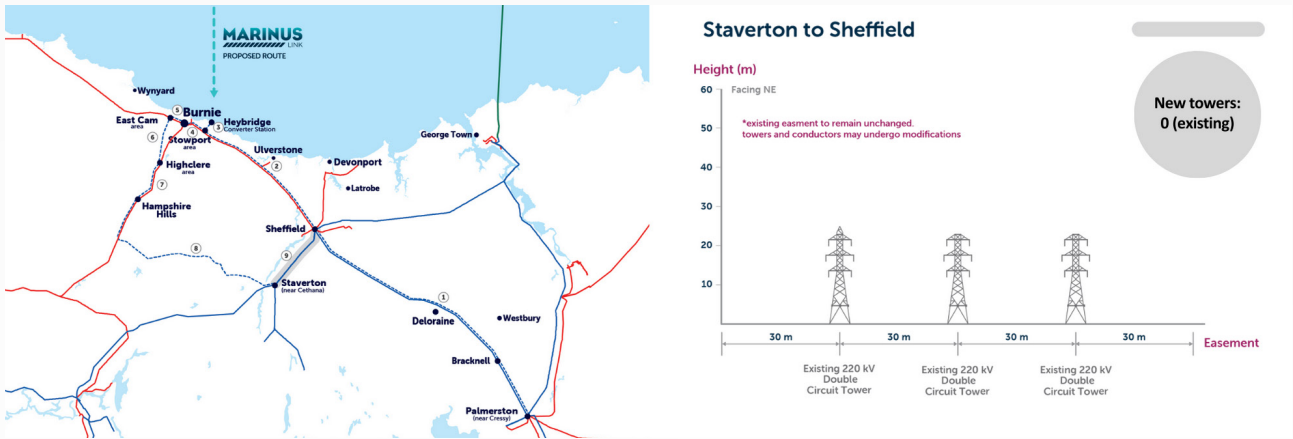 MARINUS
LINK
PROPOSED ROUTE
Wynyard
5
Burnie
East Cam
area
4
3
Heybridge
Converter Station
6
Stowport
area
Ulverstone
George Town
Highclere
area
2
Devonport
7
Latrobe
Hampshire
Hills
Sheffield
8
9
Staverton
(near Cethana)
1
Deloraine
Westbury
Bracknell
Palmerston
(near Cressy)
Staverton to Sheffield
Height (m)
60
Facing NE
50
*existing easment to remain unchanged.
towers and conductors may undergo modifications
40
30
20
10
New towers:
0 (existing)
30 m
30 m
30 m
30 m
Easement
Existing 220 kV
Double
Circuit Tower
Existing 220 kV
Double
Circuit Tower
Existing 220 kV
Double
Circuit Tower